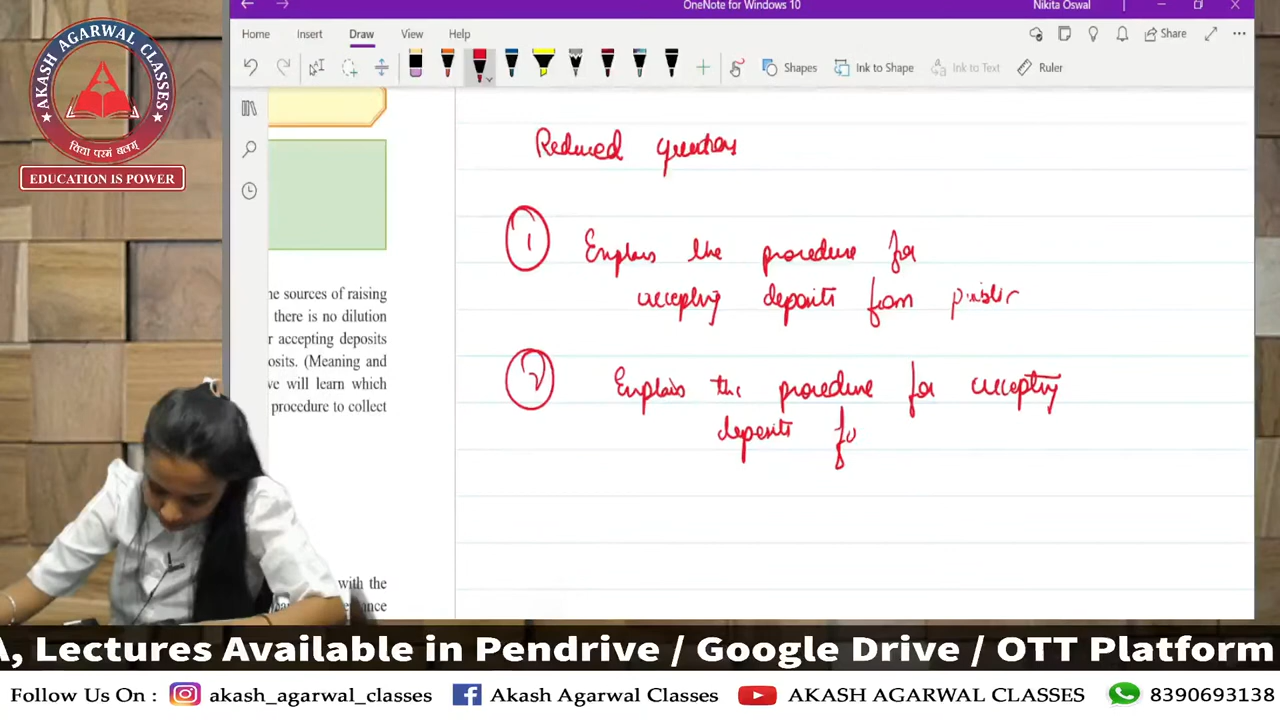 OneNote for Windows 10
Nikita Oswal
Home Insert Draw View Help
Share
Shapes Ink to Shape Ink to Text Ruler
AKASH AGARWAL CLASSES
विद्या परमं बलम्
EDUCATION IS POWER
Reduced questions
1 Explain the procedure for
accepting deposits from public
2 Explain the procedure for accepting
deposits fo
ne sources of raising
there is no dilution
r accepting deposits
osits. (Meaning and
ve will learn which
procedure to collect
with the
A, Lectures Available in Pendrive / Google Drive / OTT Platform
Follow Us On : akash_agarwal_classes Akash Agarwal Classes AKASH AGARWAL CLASSES 8390693138